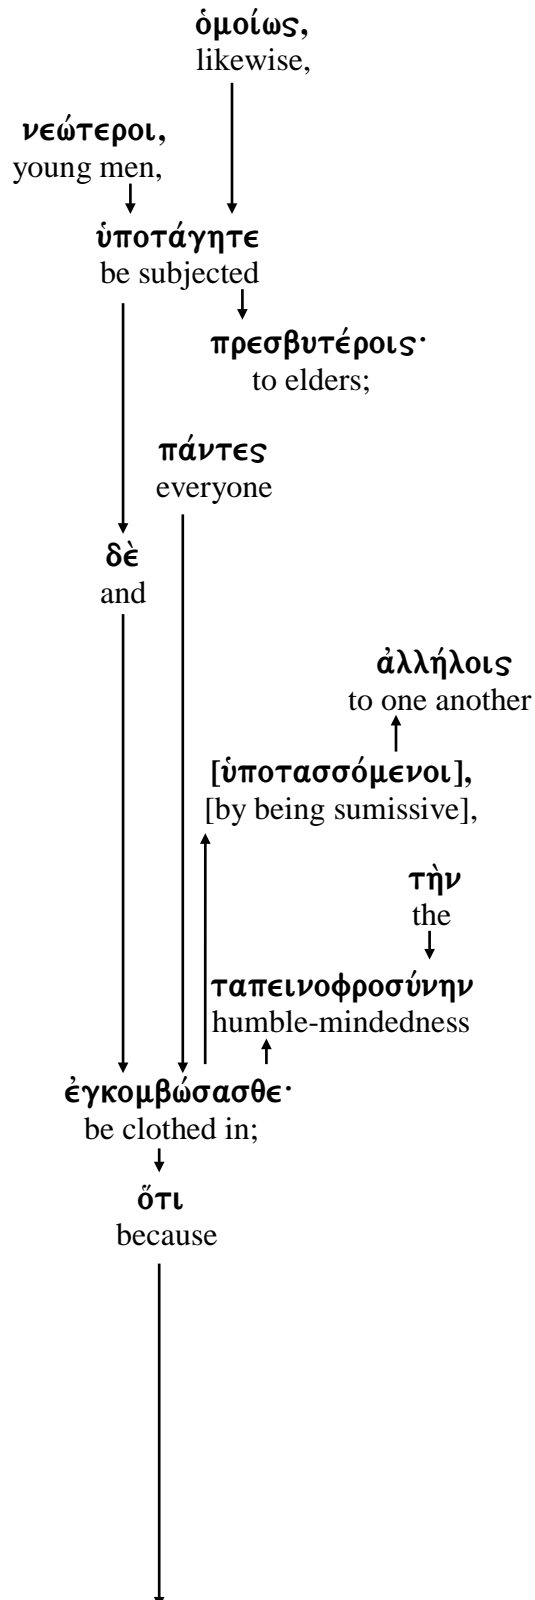 ὁμοίως,
likewise,
νεώτεροι,
young men,
ὑποτάγητε
be subjected
πρεσβυτέροις·
to elders;
πάντες
everyone
δὲ
and
ἀλλήλοις
to one another
[ὑποτασσόμενοι],
[by being sumissive],
τὴν
the
ταπεινοφροσύνην
humble-mindedness
ἐγκομβώσασθε·
be clothed in;
ὅτι
because